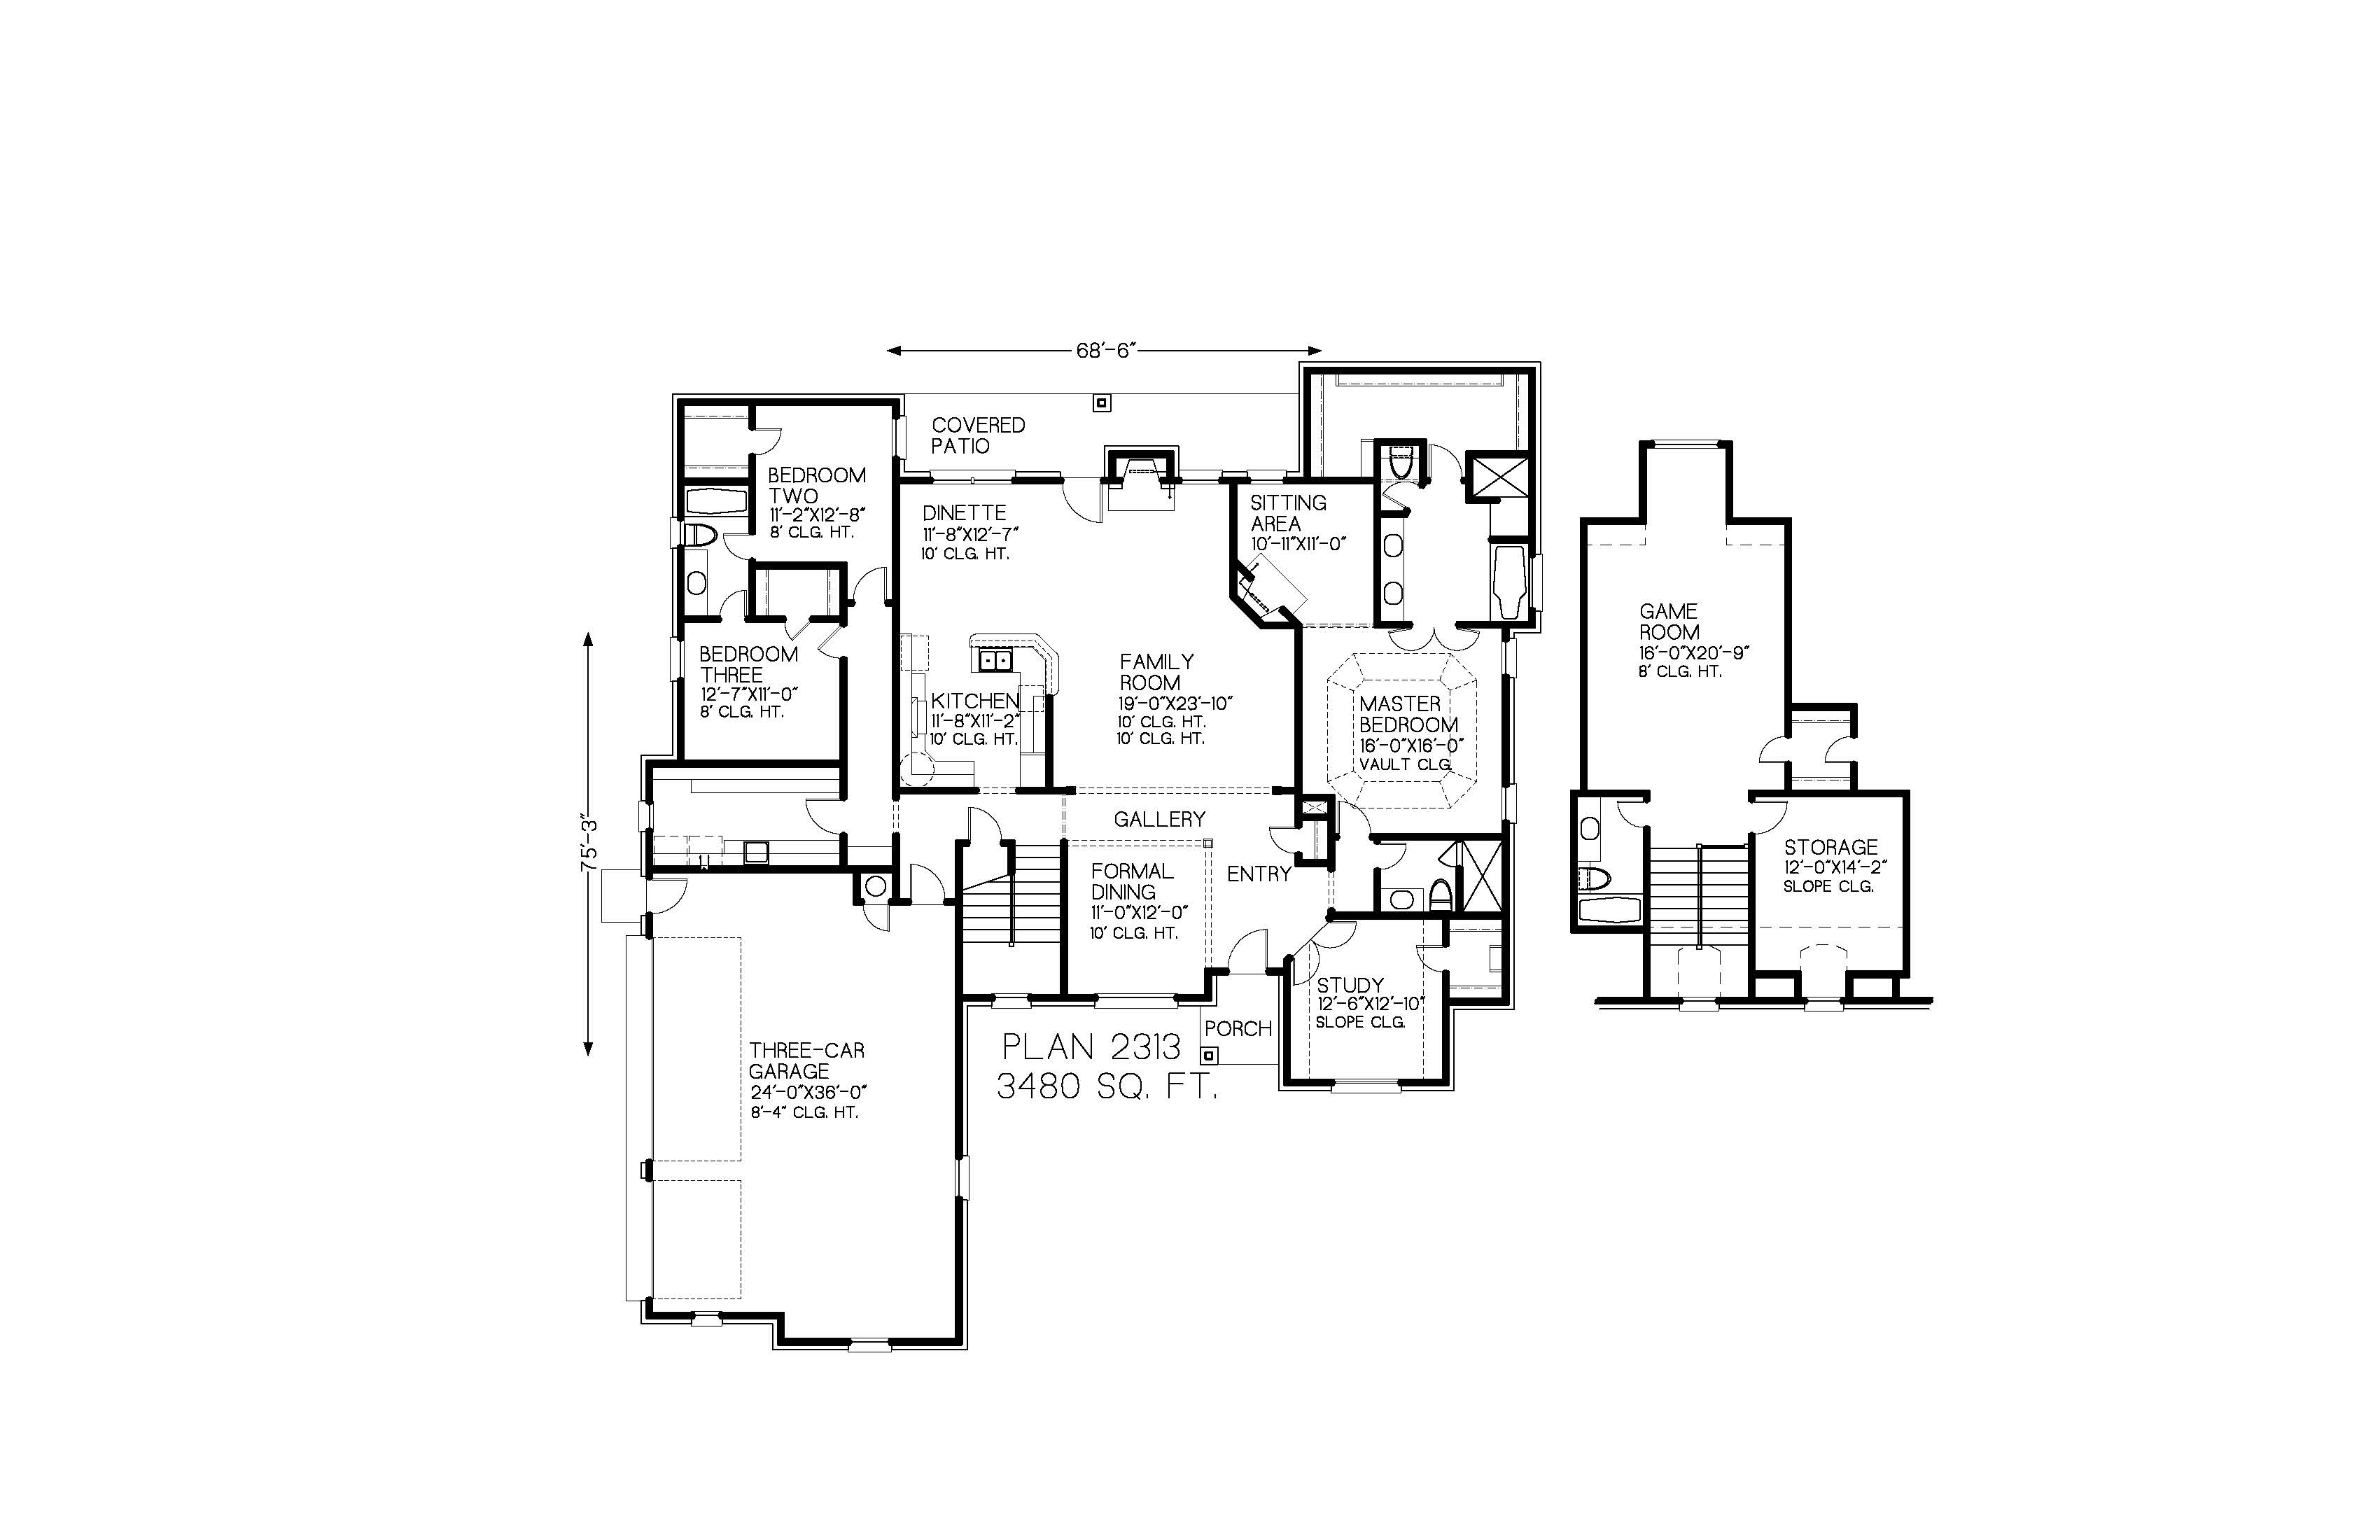 68'-6"
COVERED
PATIO
BEDROOM
TWO
11'-2"X12'-8"
8' CLG. HT.
DINETTE
11'-8"X12'-7"
10' CLG. HT.
SITTING
AREA
10'-11"X11'-0"
BEDROOM
THREE
12'-7"X11'-0"
8' CLG. HT.
KITCHEN
11'-8"X11'-2"
10' CLG. HT.
FAMILY
ROOM
19'-0"X23'-10"
10' CLG. HT.
10' CLG. HT.
MASTER
BEDROOM
16'-0"X16'-0"
VAULT CLG.
GAME
ROOM
16'-0"X20'-9"
8' CLG. HT.
75'-3"
GALLERY
FORMAL
DINING
11'-0"X12'-0"
10' CLG. HT.
ENTRY
STORAGE
12'-0"X14'-2"
SLOPE CLG.
STUDY
12'-6"X12'-10"
SLOPE CLG.
PORCH
THREE-CAR
GARAGE
24'-0"X36'-0"
8'-4" CLG. HT.
PLAN 2313
3480 SQ. FT.